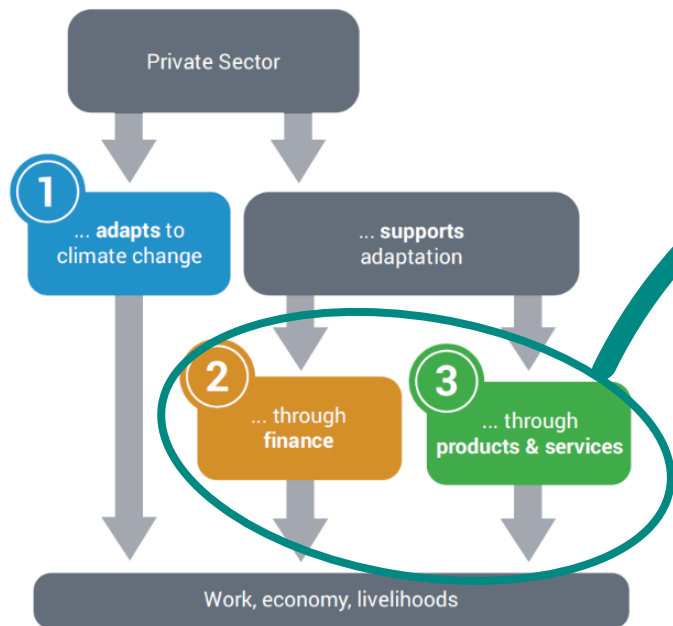 Private Sector
1
... adapts to
climate change
... supports
adaptation
2
... through
finance
3
... through
products & services
Work, economy, livelihoods